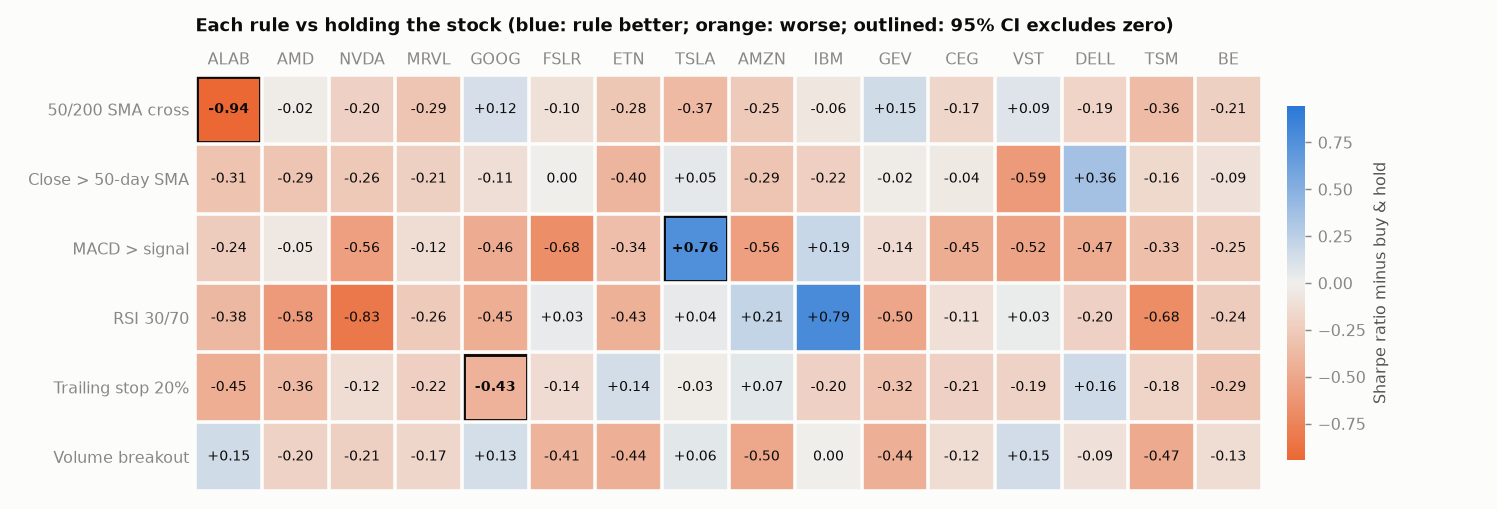 Each rule vs holding the stock (blue: rule better; orange: worse; outlined: 95% CI excludes zero)
ALAB AMD NVDA MRVL GOOG FSLR ETN TSLA AMZN IBM GEV CEG VST DELL TSM BE
50/200 SMA cross -0.94 -0.02 -0.20 -0.29 +0.12 -0.10 -0.28 -0.37 -0.25 -0.06 +0.15 -0.17 +0.09 -0.19 -0.36 -0.21
Close > 50-day SMA -0.31 -0.29 -0.26 -0.21 -0.11 0.00 -0.40 +0.05 -0.29 -0.22 -0.02 -0.04 -0.59 +0.36 -0.16 -0.09
MACD > signal -0.24 -0.05 -0.56 -0.12 -0.46 -0.68 -0.34 +0.76 -0.56 +0.19 -0.14 -0.45 -0.52 -0.47 -0.33 -0.25
RSI 30/70 -0.38 -0.58 -0.83 -0.26 -0.45 +0.03 -0.43 +0.04 +0.21 +0.79 -0.50 -0.11 +0.03 -0.20 -0.68 -0.24
Trailing stop 20% -0.45 -0.36 -0.12 -0.22 -0.43 -0.14 +0.14 -0.03 +0.07 -0.20 -0.32 -0.21 -0.19 +0.16 -0.18 -0.29
Volume breakout +0.15 -0.20 -0.21 -0.17 +0.13 -0.41 -0.44 +0.06 -0.50 0.00 -0.44 -0.12 +0.15 -0.09 -0.47 -0.13
0.75
0.50
0.25
0.00
−0.25
−0.50
−0.75
Sharpe ratio minus buy & hold